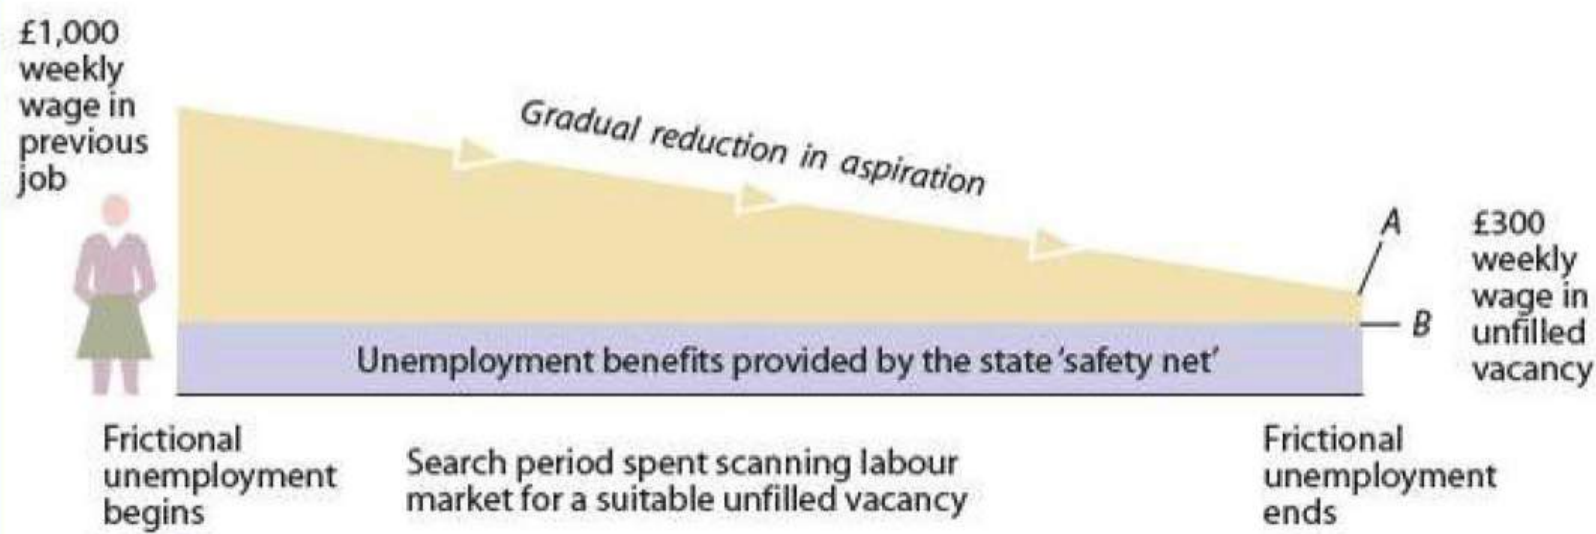 £1,000
weekly
wage in
previous
job
Gradual reduction in aspiration
A
B
£300
weekly
wage in
unfilled
vacancy
Unemployment benefits provided by the state 'safety net'
Frictional
unemployment
begins
Search period spent scanning labour
market for a suitable unfilled vacancy
Frictional
unemployment
ends